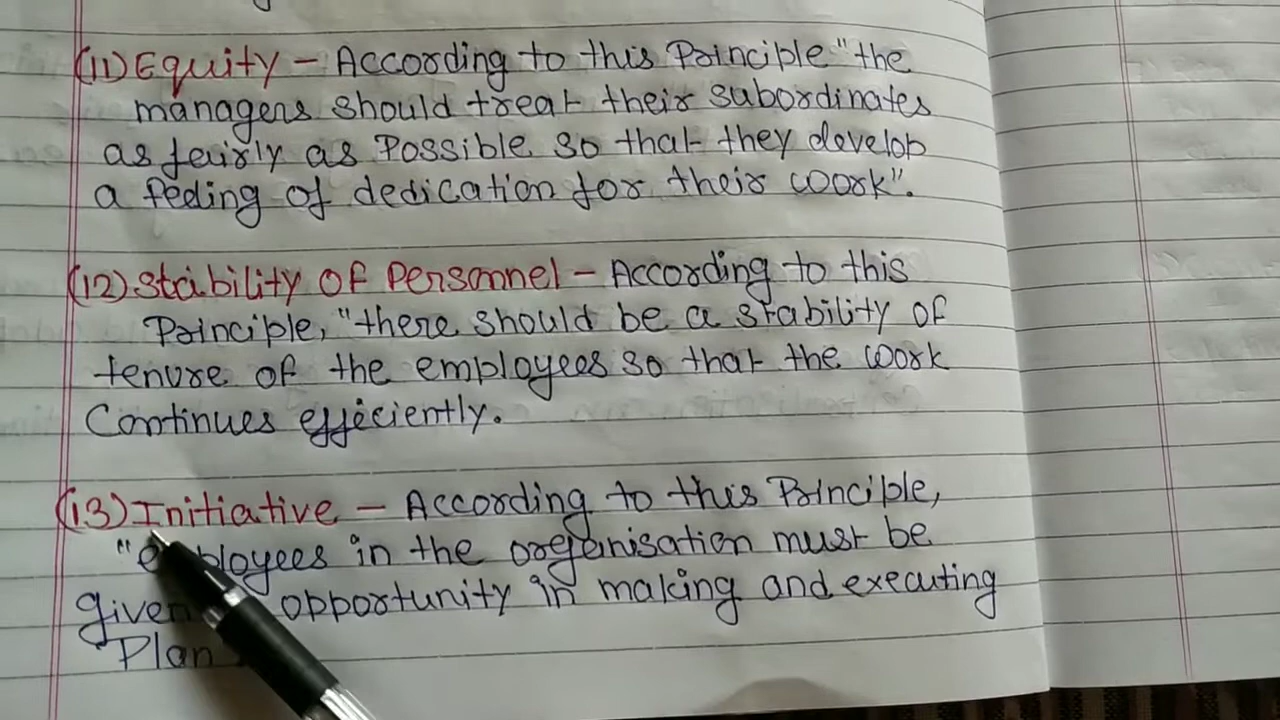 (11) Equity - According to this Principle "the
managers should treat their subordinates
as fairly as Possible so that they develop
a feeling of dedication for their work".
(12) Stability Of Personnel - According to this
Principle, "there should be a stability of
tenure of the employees so that the work
Continues efficiently.
(13) Initiative - According to this Principle,
"employees in the organisation must be
given opportunity in making and executing
Plan